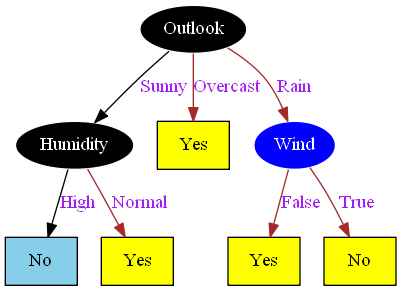 Outlook
Sunny Overcast Rain
Humidity Yes Wind
High Normal False True
No Yes Yes No